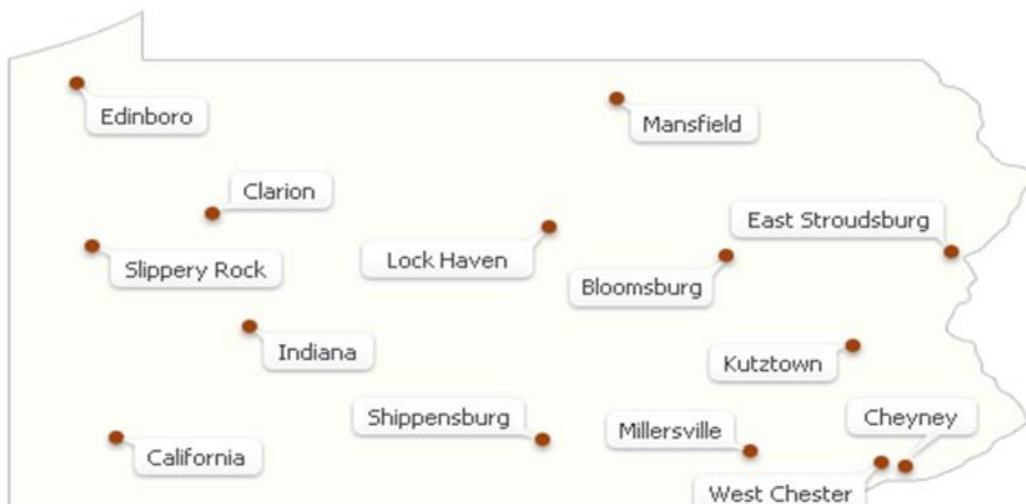 Edinboro
Mansfield
Clarion
East Stroudsburg
Lock Haven
Slippery Rock
Bloomsburg
Indiana
Kutztown
Shippensburg
Cheyney
Millersville
California
West Chester